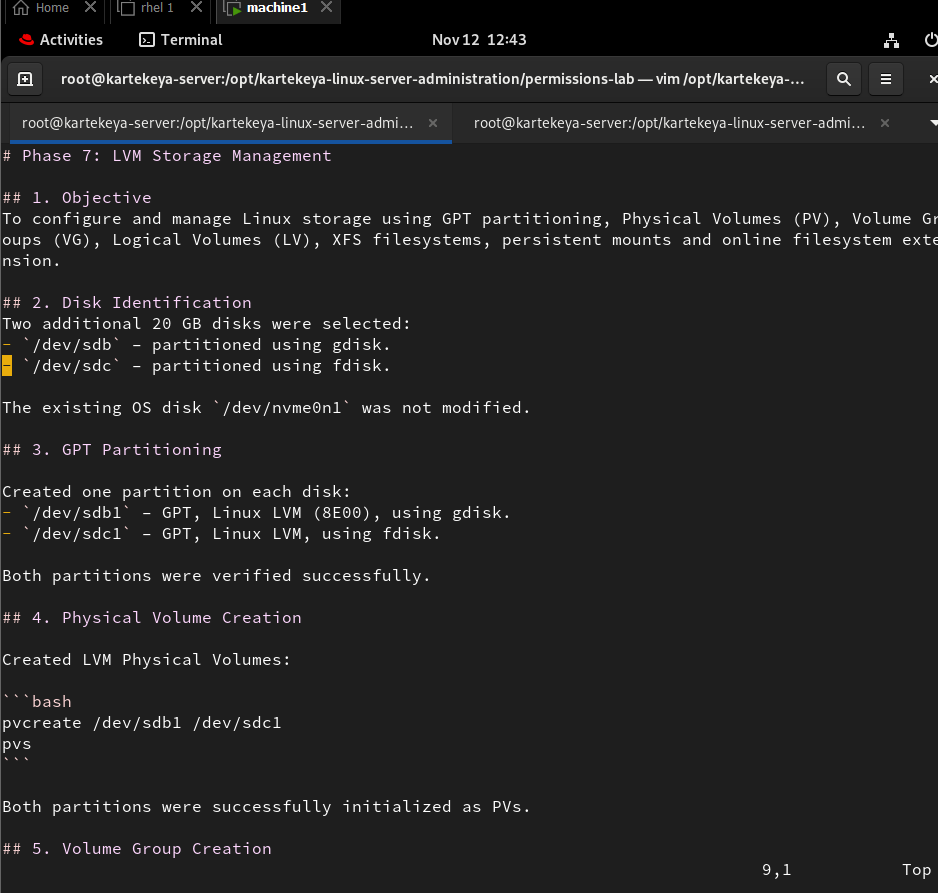 Home
rhel 1
machine1
Activities
Terminal
Nov 12 12:43
root@kartekeya-server:/opt/kartekeya-linux-server-administration/permissions-lab — vim /opt/kartekeya-...
root@kartekeya-server:/opt/kartekeya-linux-server-admi...
root@kartekeya-server:/opt/kartekeya-linux-server-admi...
# Phase 7: LVM Storage Management
## 1. Objective
To configure and manage Linux storage using GPT partitioning, Physical Volumes (PV), Volume Gr
oups (VG), Logical Volumes (LV), XFS filesystems, persistent mounts and online filesystem exte
nsion.
## 2. Disk Identification
Two additional 20 GB disks were selected:
- `/dev/sdb` – partitioned using gdisk.
- `/dev/sdc` – partitioned using fdisk.
The existing OS disk `/dev/nvme0n1` was not modified.
## 3. GPT Partitioning
Created one partition on each disk:
- `/dev/sdb1` – GPT, Linux LVM (8E00), using gdisk.
- `/dev/sdc1` – GPT, Linux LVM, using fdisk.
Both partitions were verified successfully.
## 4. Physical Volume Creation
Created LVM Physical Volumes:
```bash
pvcreate /dev/sdb1 /dev/sdc1
pvs
```
Both partitions were successfully initialized as PVs.
## 5. Volume Group Creation
9,1
Top